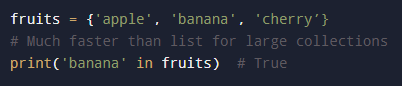 fruits = {'apple', 'banana', 'cherry’}
# Much faster than list for large collections
print('banana' in fruits)  # True